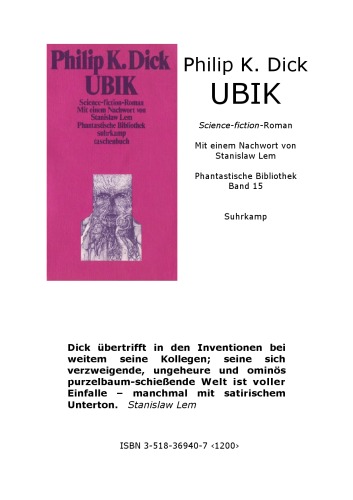 Philip K. Dick
UBIK
Science-fiction-Roman
Mit einem Nachwort von
Stanislaw Lem
Phantastische Bibliothek
suhrkamp
taschenbuch
Philip K. Dick
UBIK
Science-fiction-Roman
Mit einem Nachwort von
Stanislaw Lem
Phantastische Bibliothek
Band 15
Suhrkamp
Dick übertrifft in den Inventionen bei
weitem seine Kollegen; seine sich
verzweigende, ungeheure und ominös
purzelbaum-schießende Welt ist voller
Einfalle – manchmal mit satirischem
Unterton. Stanislaw Lem
ISBN 3-518-36940-7 ‹1200›